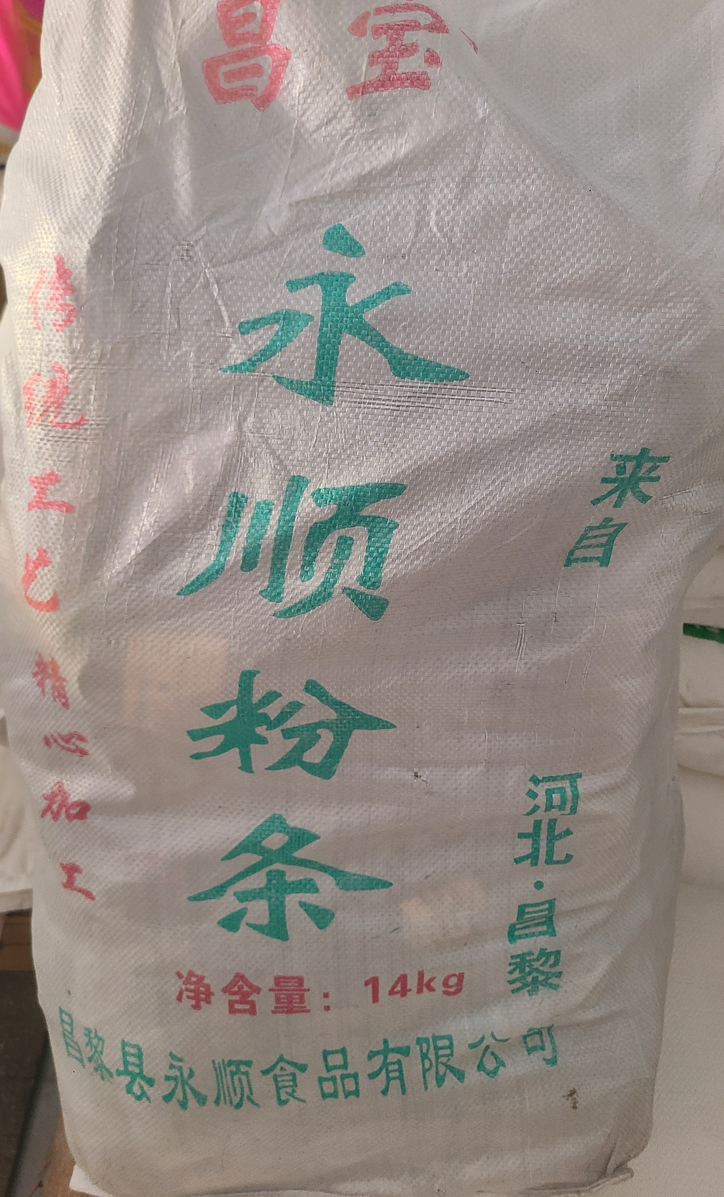 昌宝
永顺粉条
传统工艺精心加工
来自
河北·昌黎
净含量：14kg
昌黎县永顺食品有限公司